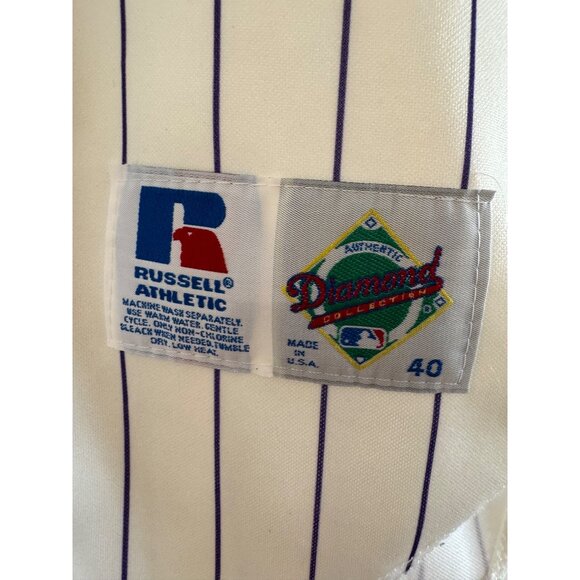 RUSSELL®
ATHLETIC
MACHINE WASH SEPARATELY.
USE WARM WATER. GENTLE
CYCLE. ONLY NON-CHLORINE
BLEACH WHEN NEEDED. TUMBLE
DRY. LOW HEAT.
AUTHENTIC
Diamond
COLLECTION
MADE
IN
U.S.A.
40